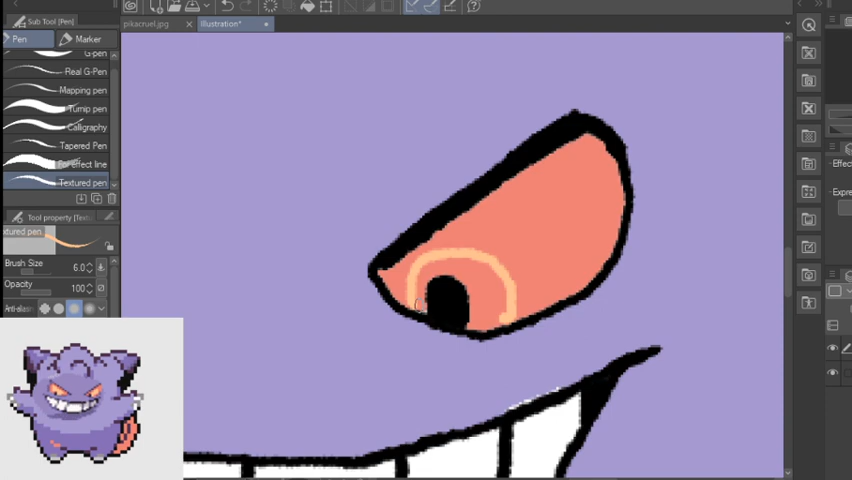 Sub Tool [Pen]
pikacruel.jpg
Illustration*
Pen
Marker
G-pen
Real G-Pen
Mapping pen
Turnip pen
Calligraphy
Tapered Pen
For effect line
Textured pen
Tool property [Text
xtured pen
Brush Size
6.0
Opacity
100
Anti-alias
Effec
Expre